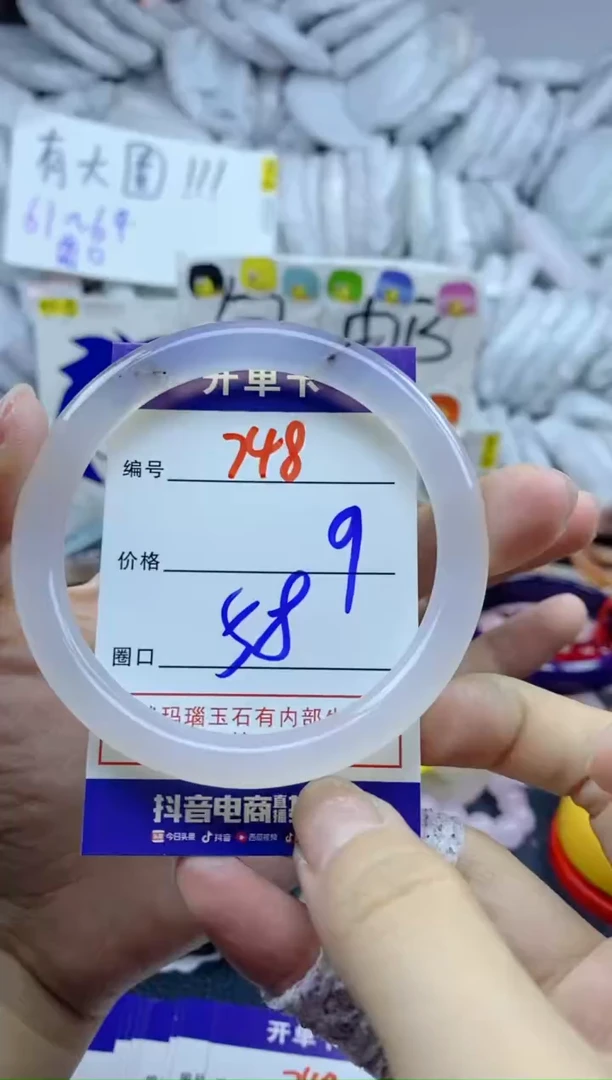 有大圈!!!
61~69
圈口
包邮
开单卡
编号 748
价格 9
圈口 58
玛瑙玉石有内部
抖音电商
今日头条 抖音 西瓜视频
开单卡